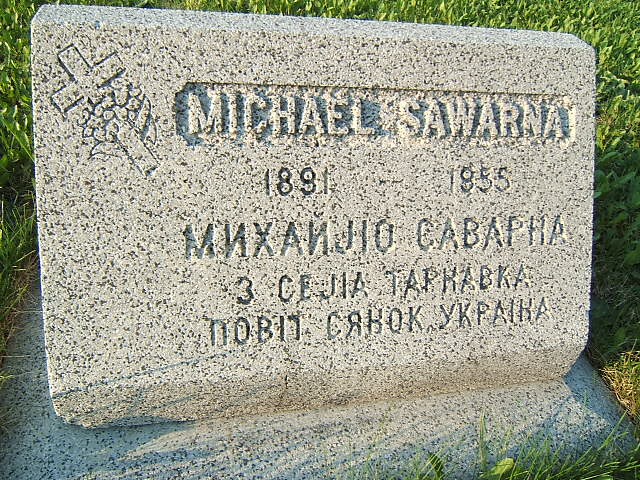 MICHAEL SAWARNA
1891 - 1955
МИХАЙЛО САВАРНА
З СЕЛА ТАРНАВКА
ПОВІТ СЯНОК УКРАЇНА